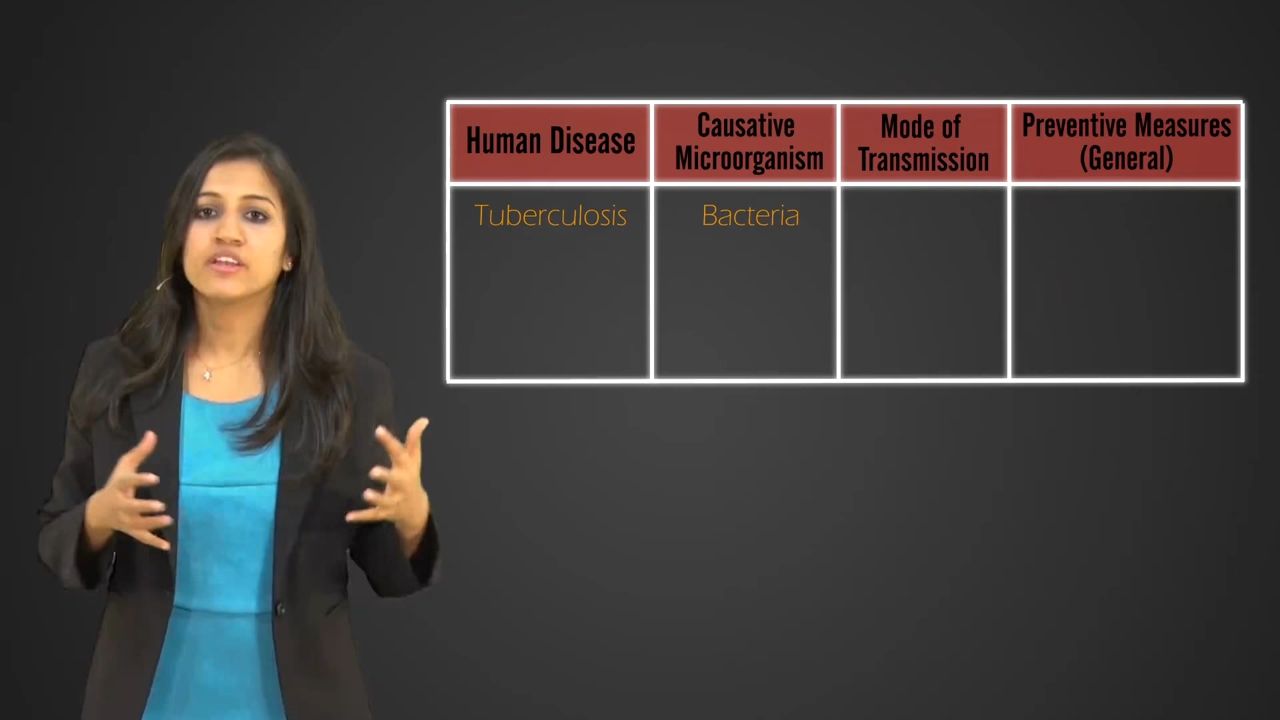 Human Disease
Causative
Microorganism
Mode of
Transmission
Preventive Measures
(General)
Tuberculosis
Bacteria